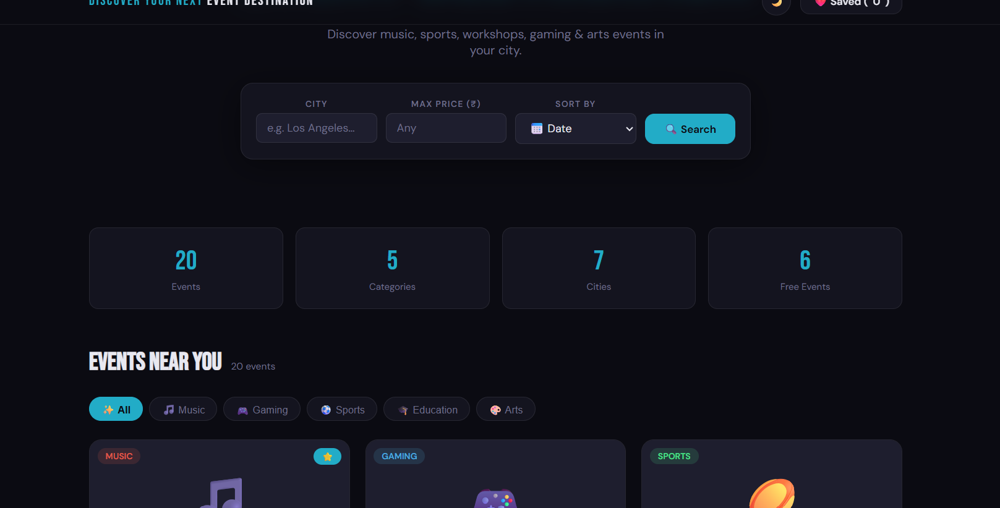 DISCOVER YOUR NEXT EVENT DESTINATION
Saved ( 0 )
Discover music, sports, workshops, gaming & arts events in
your city.
CITY
MAX PRICE (₹)
SORT BY
e.g. Los Angeles...
Any
Date
Search
20
Events
5
Categories
7
Cities
6
Free Events
EVENTS NEAR YOU
20 events
All
Music
Gaming
Sports
Education
Arts
MUSIC
GAMING
SPORTS